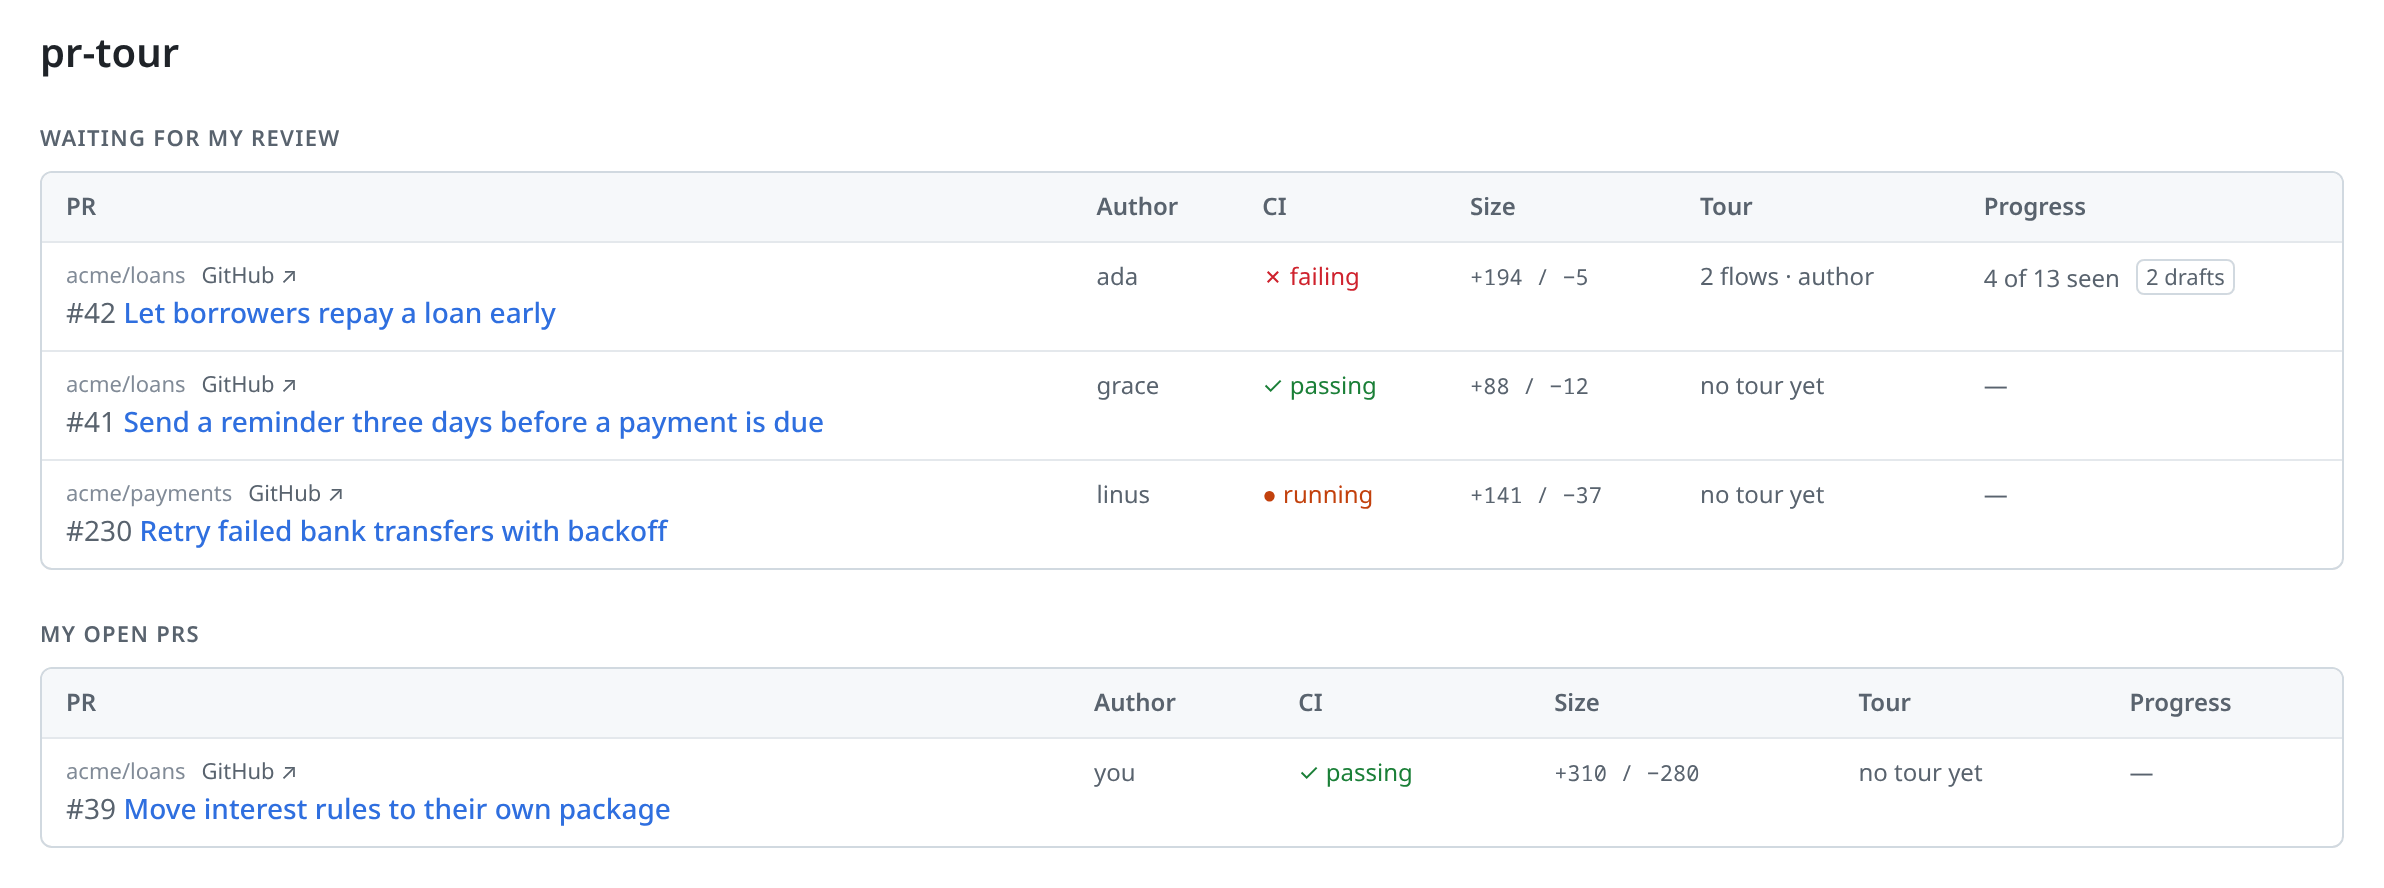 pr-tour
WAITING FOR MY REVIEW
PR Author CI Size Tour Progress
acme/loans GitHub ↗
#42 Let borrowers repay a loan early
ada ✕ failing +194 / −5 2 flows · author 4 of 13 seen 2 drafts
acme/loans GitHub ↗
#41 Send a reminder three days before a payment is due
grace ✓ passing +88 / −12 no tour yet —
acme/payments GitHub ↗
#230 Retry failed bank transfers with backoff
linus ● running +141 / −37 no tour yet —
MY OPEN PRS
PR Author CI Size Tour Progress
acme/loans GitHub ↗
#39 Move interest rules to their own package
you ✓ passing +310 / −280 no tour yet —